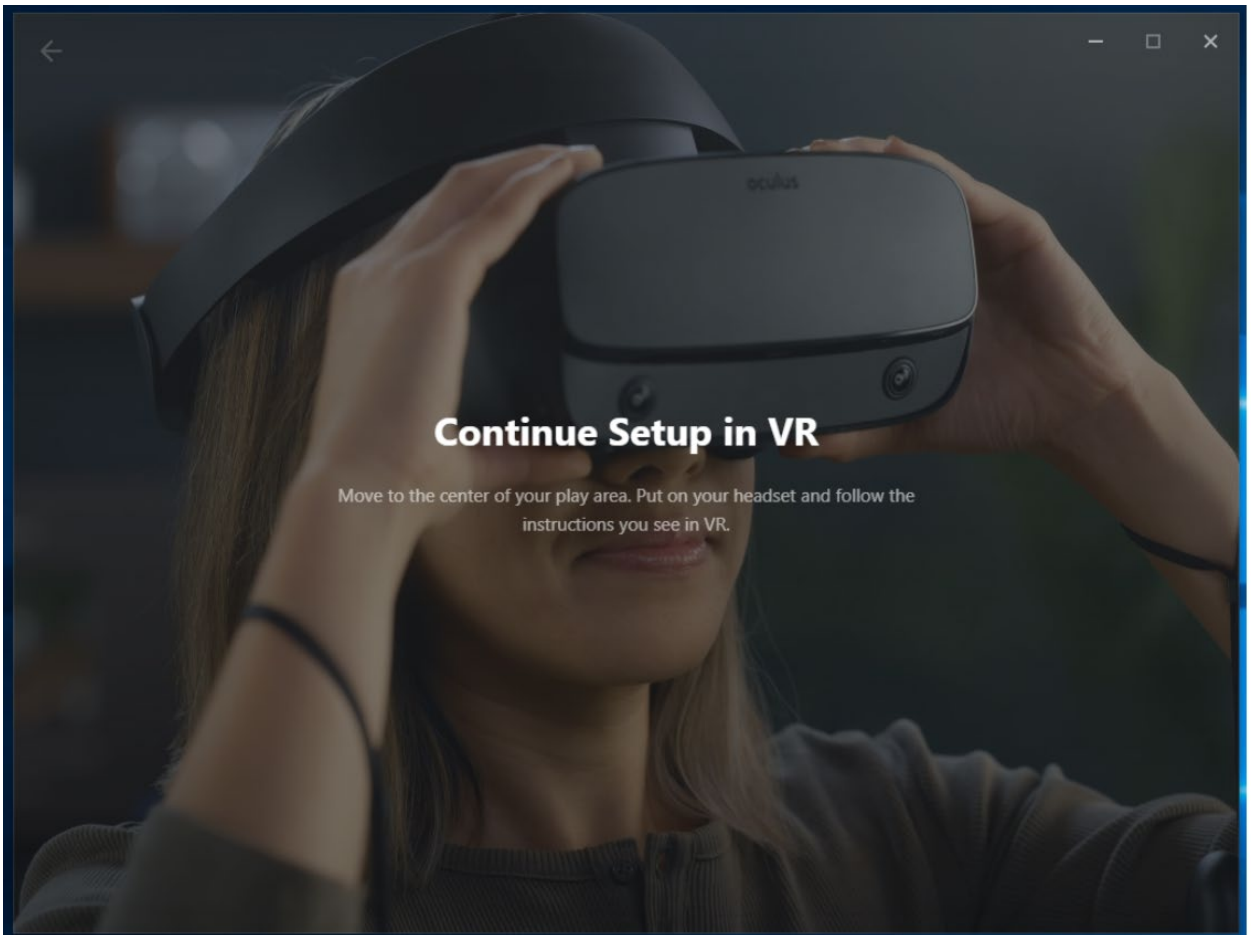 oculus
Continue Setup in VR
Move to the center of your play area. Put on your headset and follow the
instructions you see in VR.